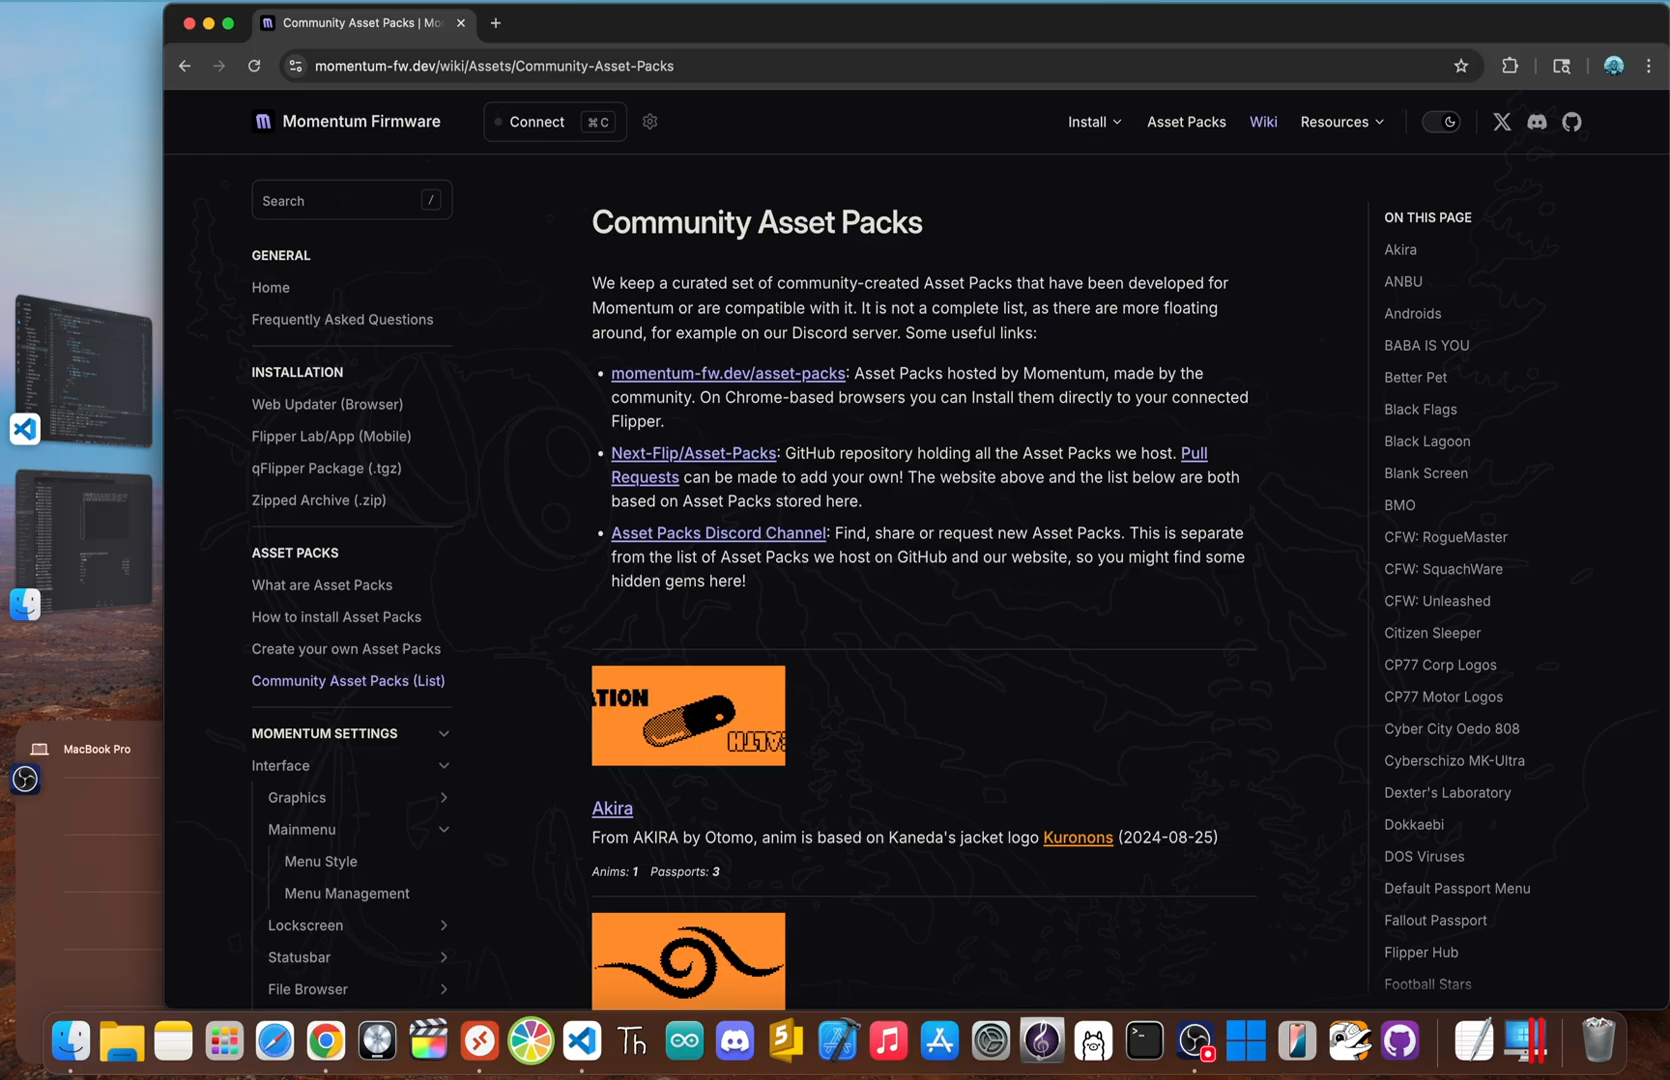 Community Asset Packs | Mo
momentum-fw.dev/wiki/Assets/Community-Asset-Packs
Momentum Firmware
Connect ⌘ C
Install
Asset Packs
Wiki
Resources
Search /
GENERAL
Home
Frequently Asked Questions
INSTALLATION
Web Updater (Browser)
Flipper Lab/App (Mobile)
qFlipper Package (.tgz)
Zipped Archive (.zip)
ASSET PACKS
What are Asset Packs
How to install Asset Packs
Create your own Asset Packs
Community Asset Packs (List)
MOMENTUM SETTINGS
Interface
Graphics
Mainmenu
Menu Style
Menu Management
Lockscreen
Statusbar
File Browser
Community Asset Packs
We keep a curated set of community-created Asset Packs that have been developed for
Momentum or are compatible with it. It is not a complete list, as there are more floating
around, for example on our Discord server. Some useful links:
• momentum-fw.dev/asset-packs: Asset Packs hosted by Momentum, made by the
community. On Chrome-based browsers you can Install them directly to your connected
Flipper.
• Next-Flip/Asset-Packs: GitHub repository holding all the Asset Packs we host. Pull
Requests can be made to add your own! The website above and the list below are both
based on Asset Packs stored here.
• Asset Packs Discord Channel: Find, share or request new Asset Packs. This is separate
from the list of Asset Packs we host on GitHub and our website, so you might find some
hidden gems here!
ATION
Akira
From AKIRA by Otomo, anim is based on Kaneda's jacket logo Kuronons (2024-08-25)
Anims: 1 Passports: 3
ON THIS PAGE
Akira
ANBU
Androids
BABA IS YOU
Better Pet
Black Flags
Black Lagoon
Blank Screen
BMO
CFW: RogueMaster
CFW: SquachWare
CFW: Unleashed
Citizen Sleeper
CP77 Corp Logos
CP77 Motor Logos
Cyber City Oedo 808
Cyberschizo MK-Ultra
Dexter's Laboratory
Dokkaebi
DOS Viruses
Default Passport Menu
Fallout Passport
Flipper Hub
Football Stars
MacBook Pro
Th
5